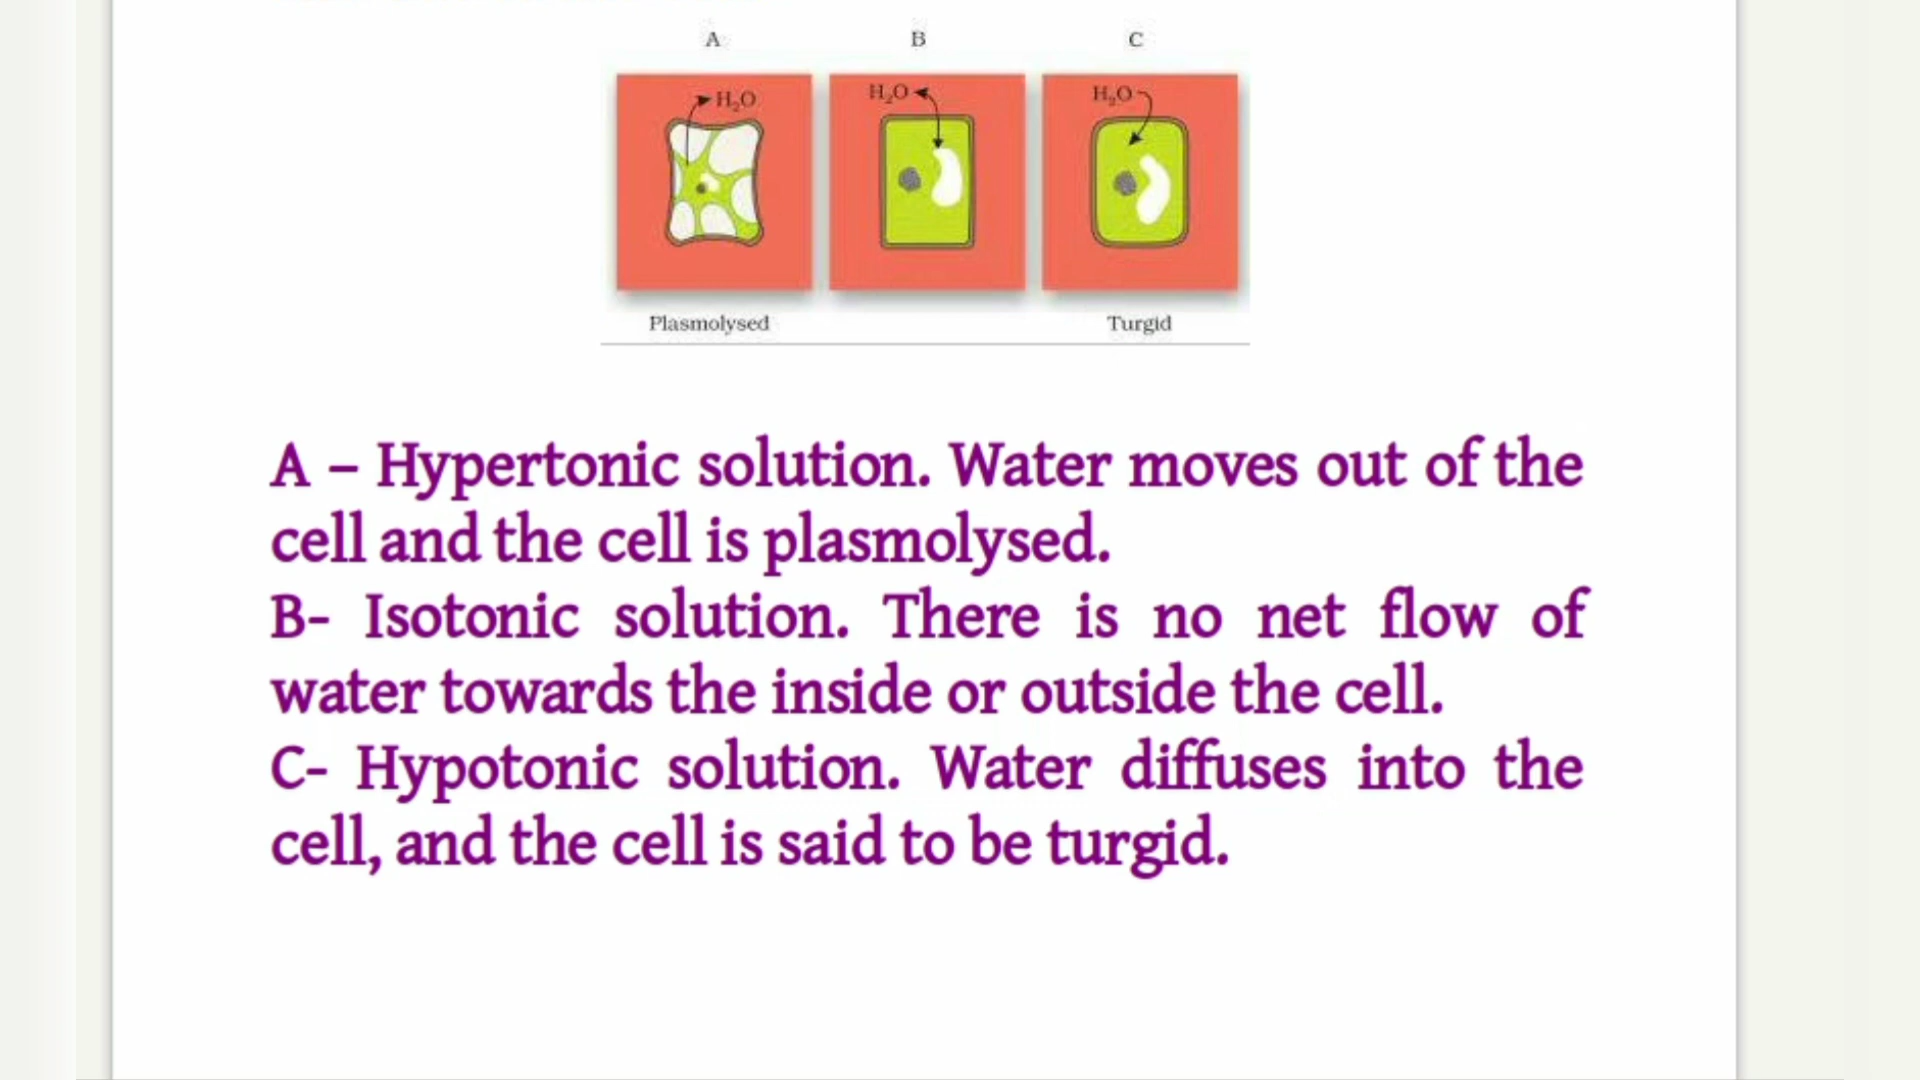 A B C
H₂O H₂O H₂O
Plasmolysed Turgid
A – Hypertonic solution. Water moves out of the
cell and the cell is plasmolysed.
B- Isotonic solution. There is no net flow of
water towards the inside or outside the cell.
C- Hypotonic solution. Water diffuses into the
cell, and the cell is said to be turgid.